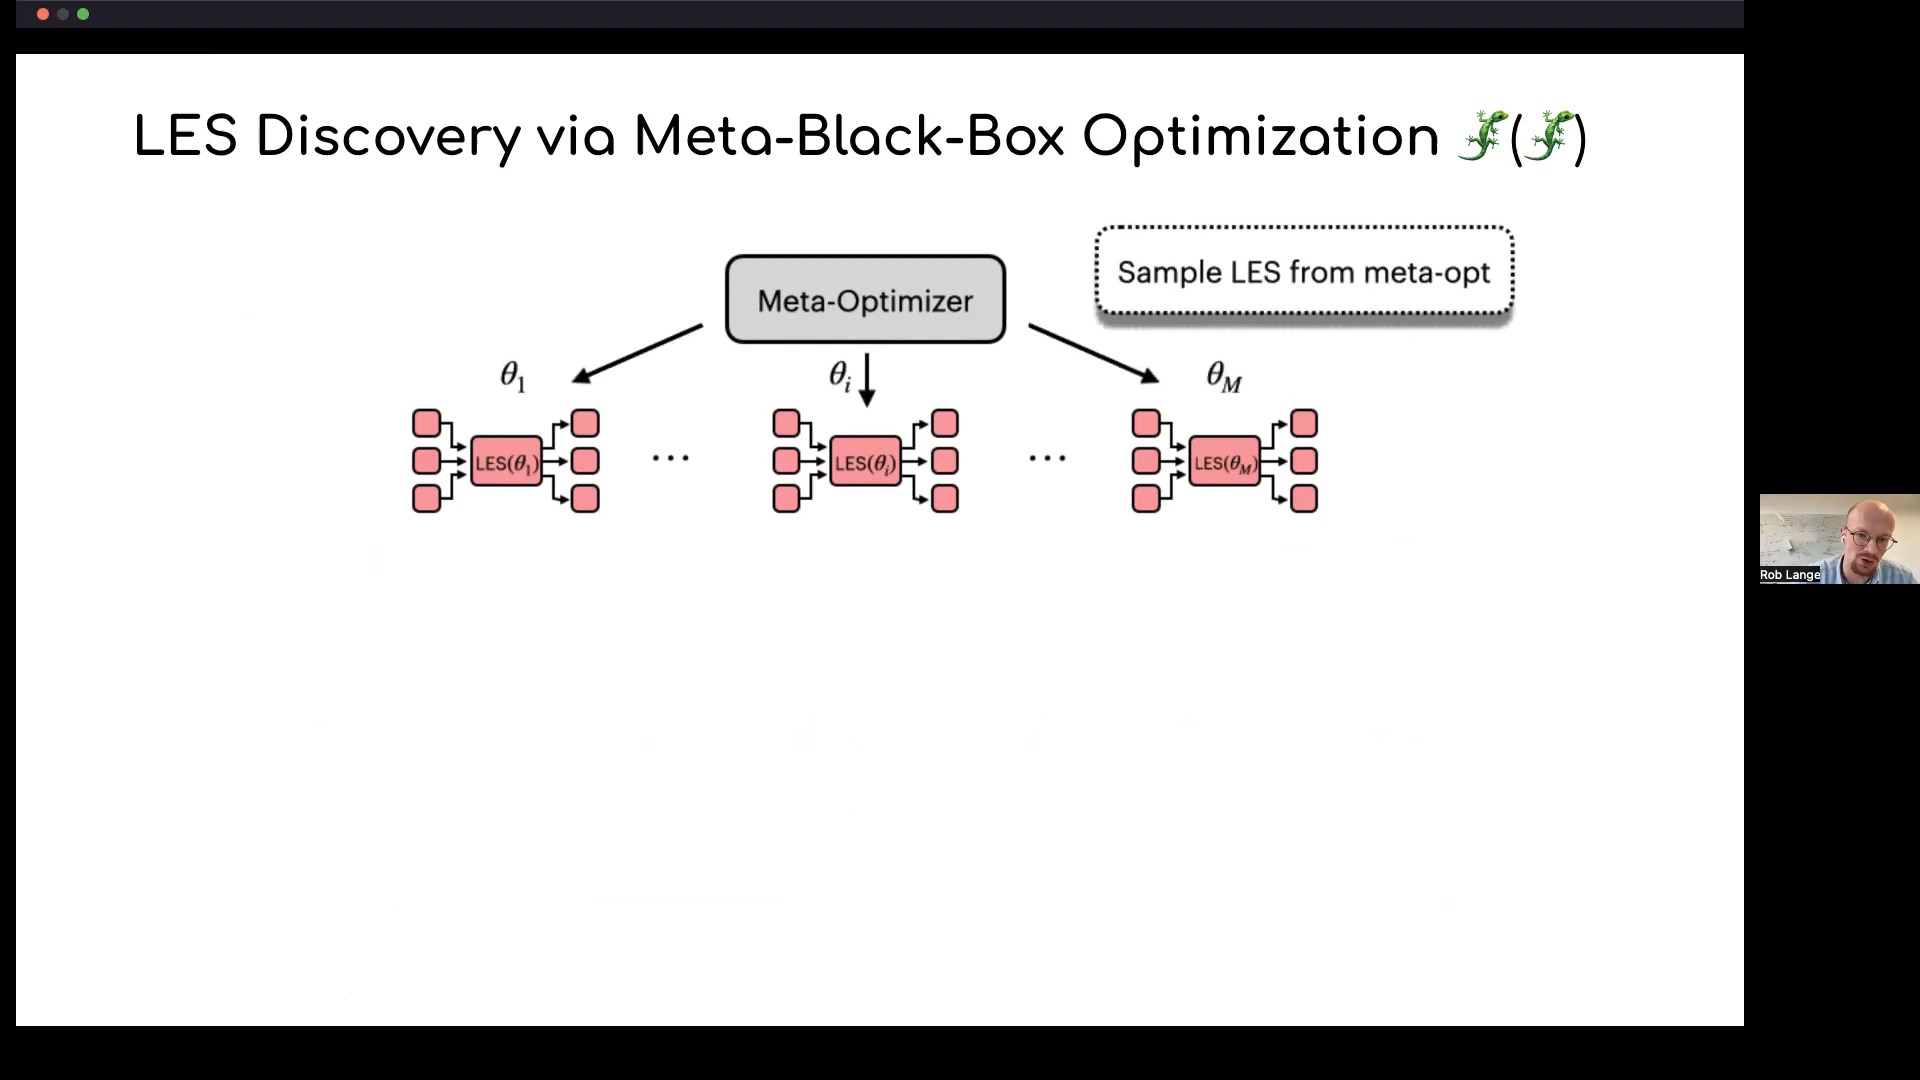 LES Discovery via Meta-Black-Box Optimization 🦎(🦎)
Sample LES from meta-opt
Meta-Optimizer
θ₁ θᵢ θ_M
LES(θ₁) ... LES(θᵢ) ... LES(θ_M)
Rob Lange